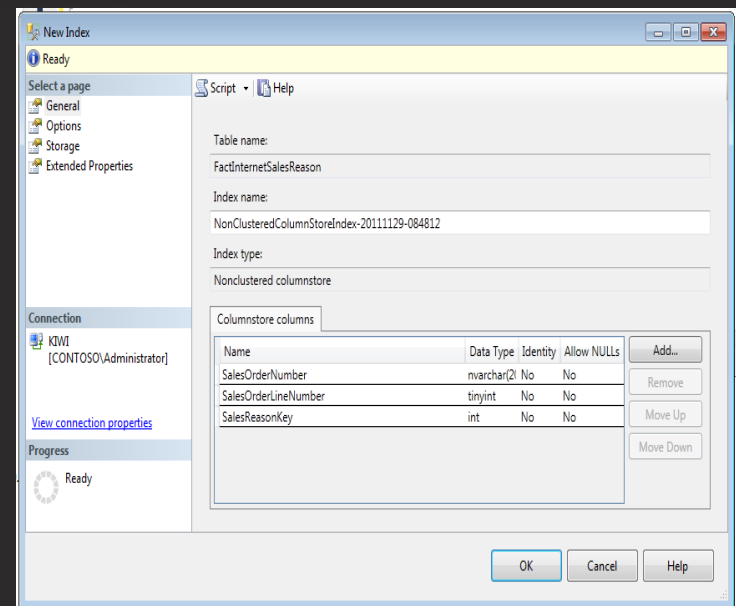 New Index
Ready
Select a page
General
Options
Storage
Extended Properties
Script Help
Table name:
FactInternetSalesReason
Index name:
NonClusteredColumnStoreIndex-20111129-084812
Index type:
Nonclustered columnstore
Columnstore columns
Name Data Type Identity Allow NULLs
SalesOrderNumber nvarchar(20 No No
SalesOrderLineNumber tinyint No No
SalesReasonKey int No No
Add...
Remove
Move Up
Move Down
Connection
KIWI
[CONTOSO\Administrator]
View connection properties
Progress
Ready
OK Cancel Help